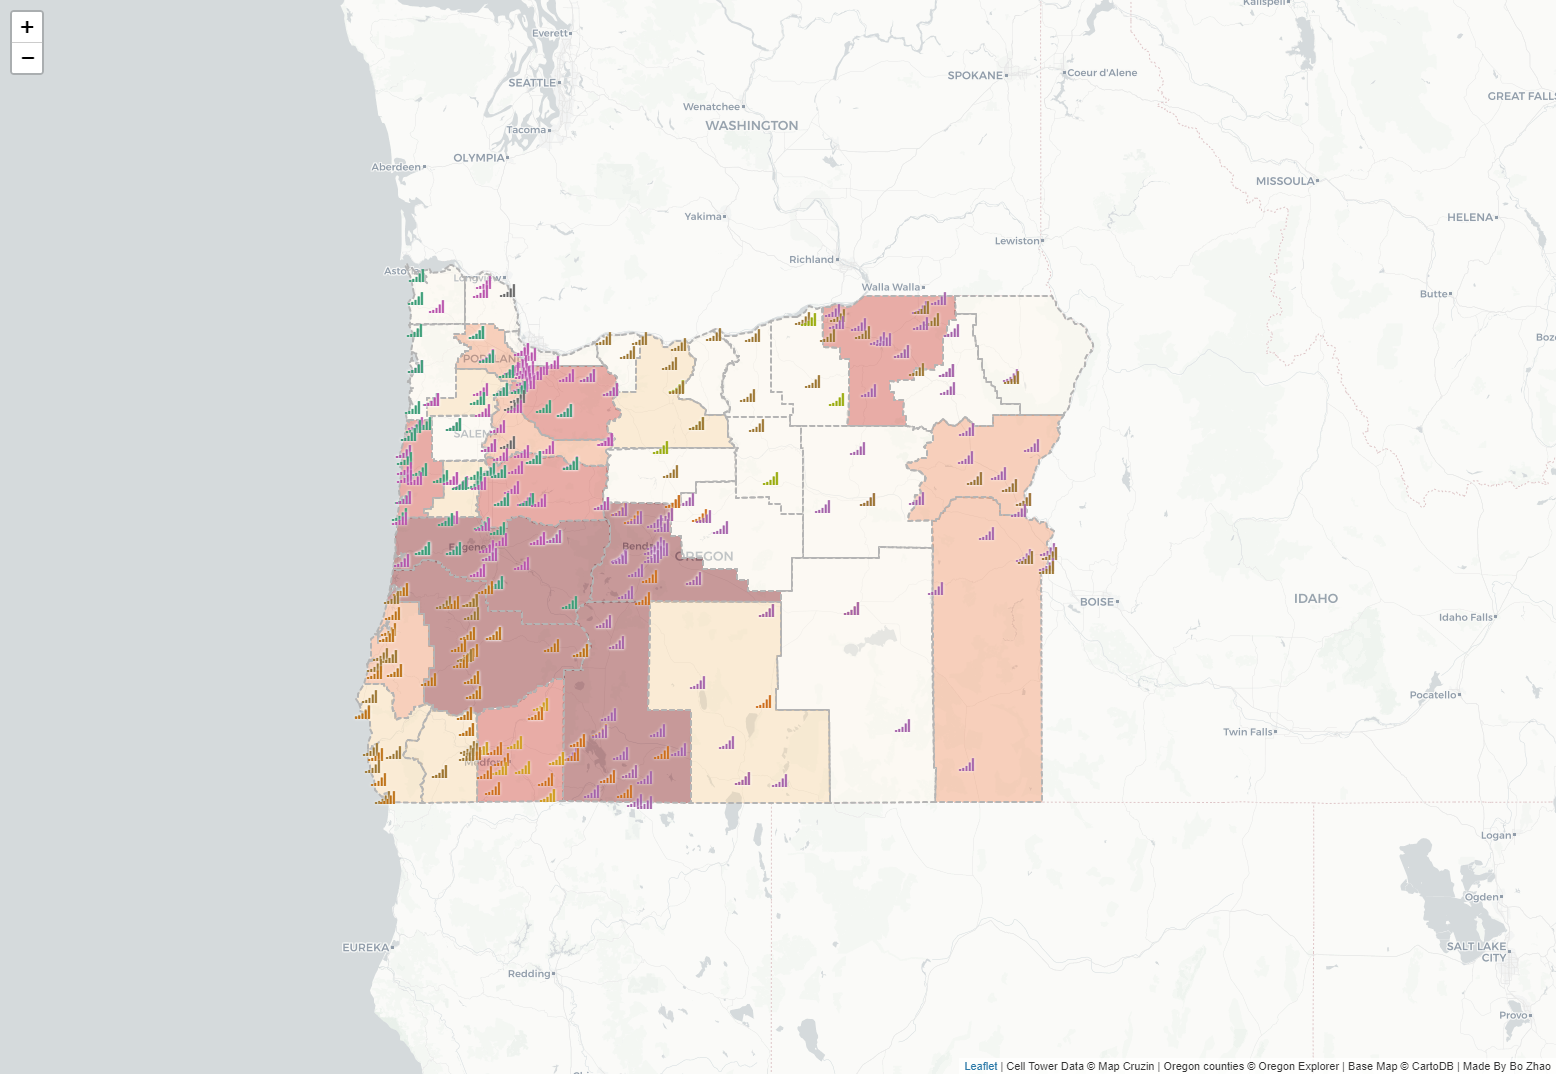 +
−
Kalispell
Everett
SEATTLE
SPOKANE
Coeur d'Alene
GREAT FALLS
Wenatchee
WASHINGTON
Tacoma
OLYMPIA
Aberdeen
MISSOULA
Yakima
HELENA
Lewiston
Richland
Astoria
Longview
Walla Walla
Butte
Boze
PORTLAND
SALEM
Eugene
Bend
OREGON
BOISE
IDAHO
Idaho Falls
Pocatello
Twin Falls
Medford
Logan
Ogden
EUREKA
SALT LAKE
CITY
Redding
Provo
Leaflet | Cell Tower Data © Map Cruzin | Oregon counties © Oregon Explorer | Base Map © CartoDB | Made By Bo Zhao